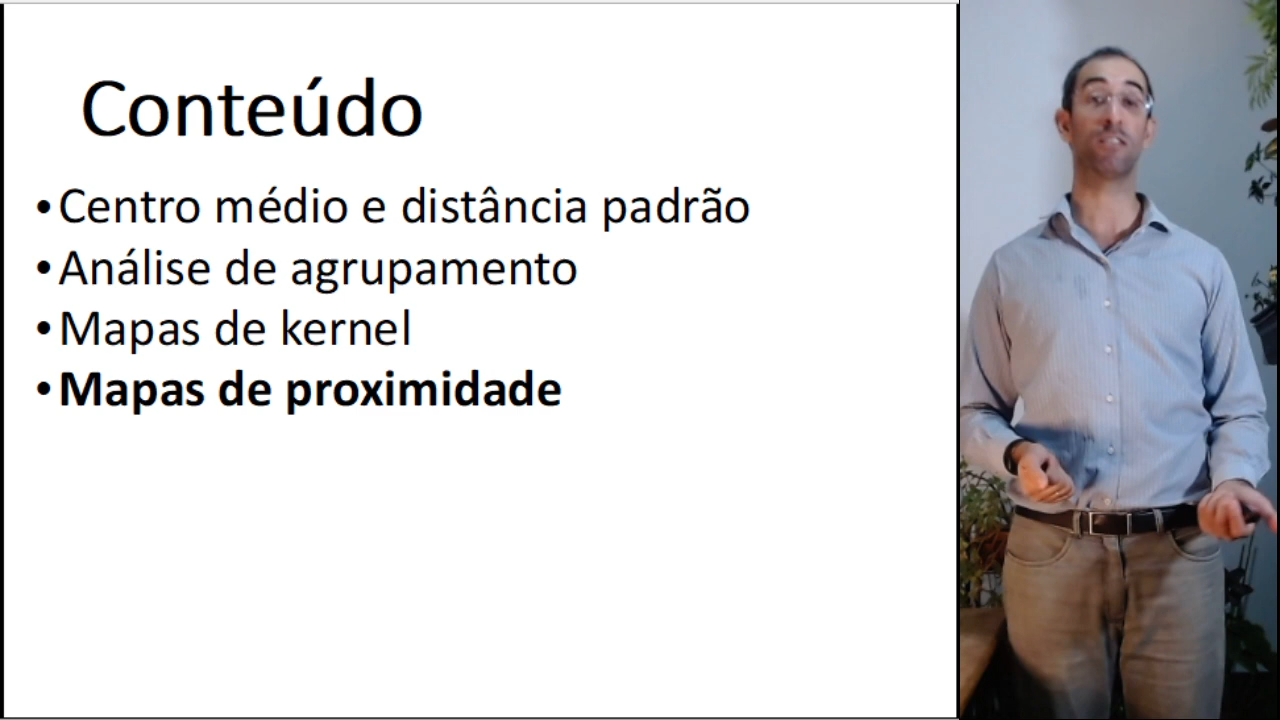 Conteúdo
•Centro médio e distância padrão
•Análise de agrupamento
•Mapas de kernel
•Mapas de proximidade